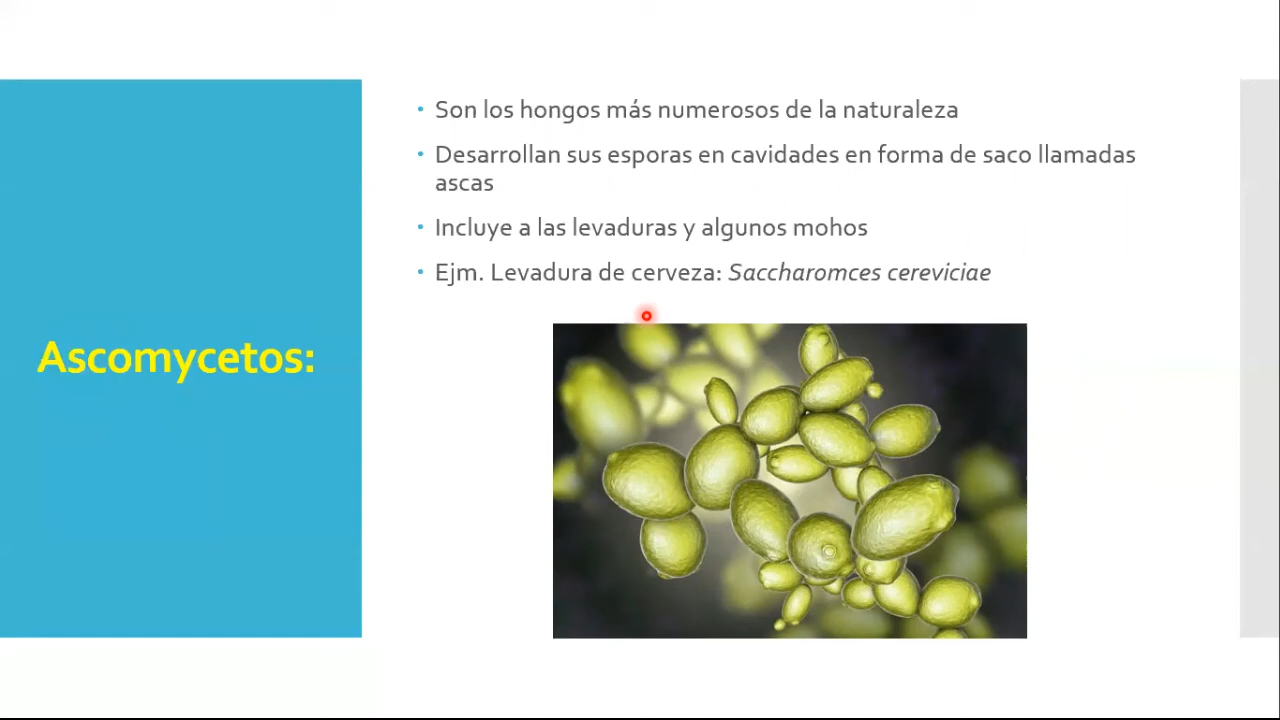 Ascomycetos:
• Son los hongos más numerosos de la naturaleza
• Desarrollan sus esporas en cavidades en forma de saco llamadas
ascas
• Incluye a las levaduras y algunos mohos
• Ejm. Levadura de cerveza: Saccharomces cereviciae